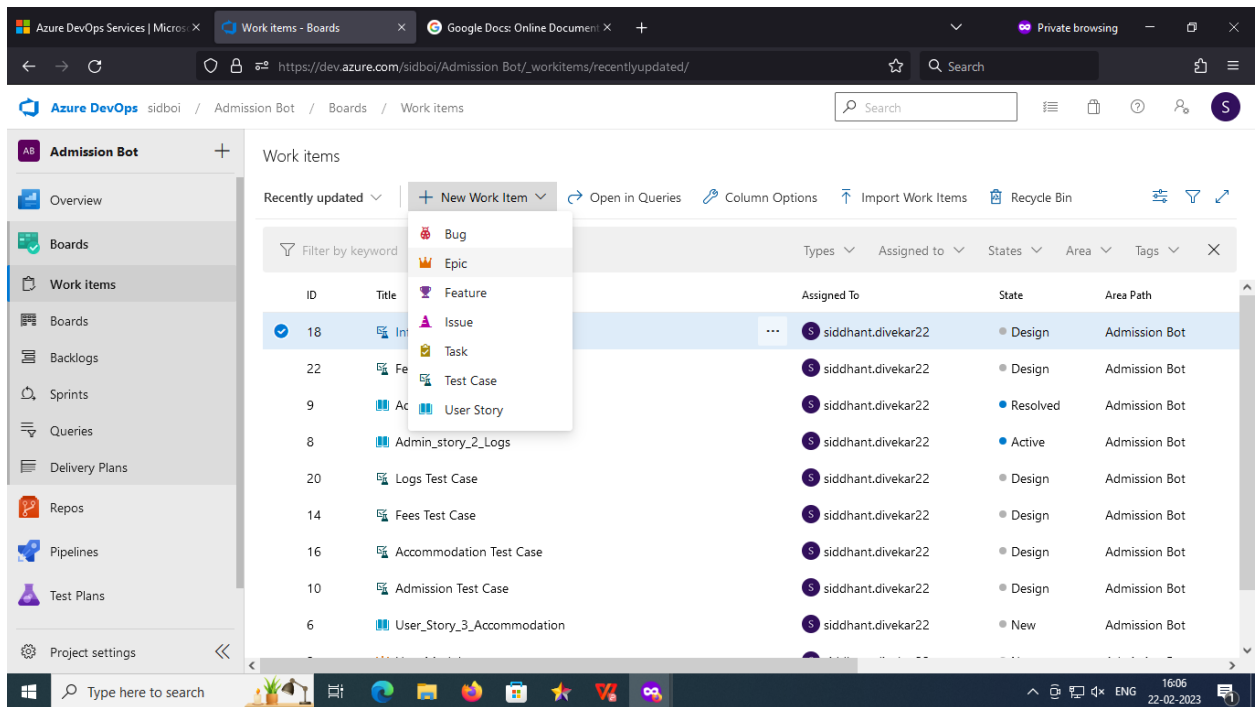 Azure DevOps Services | Micros
Work items - Boards
Google Docs: Online Document
Private browsing
https://dev.azure.com/sidboi/Admission Bot/_workitems/recentlyupdated/
Search
Azure DevOps sidboi / Admission Bot / Boards / Work items
Search
S
AB Admission Bot
Work items
Overview
Recently updated
New Work Item
Open in Queries
Column Options
Import Work Items
Recycle Bin
Boards
Bug
Filter by keyword
Types
Assigned to
States
Area
Tags
Epic
Work items
Feature
ID Title Assigned To State Area Path
Boards
Issue
18 S siddhant.divekar22 Design Admission Bot
Task
Backlogs
22 Fe S siddhant.divekar22 Design Admission Bot
Test Case
Sprints
9 S siddhant.divekar22 Resolved Admission Bot
User Story
Queries
8 Admin_story_2_Logs S siddhant.divekar22 Active Admission Bot
Delivery Plans
20 Logs Test Case S siddhant.divekar22 Design Admission Bot
Repos
14 Fees Test Case S siddhant.divekar22 Design Admission Bot
Pipelines
16 Accommodation Test Case S siddhant.divekar22 Design Admission Bot
Test Plans
10 Admission Test Case S siddhant.divekar22 Design Admission Bot
6 User_Story_3_Accommodation S siddhant.divekar22 New Admission Bot
Project settings
Type here to search
ENG
16:06
22-02-2023
1